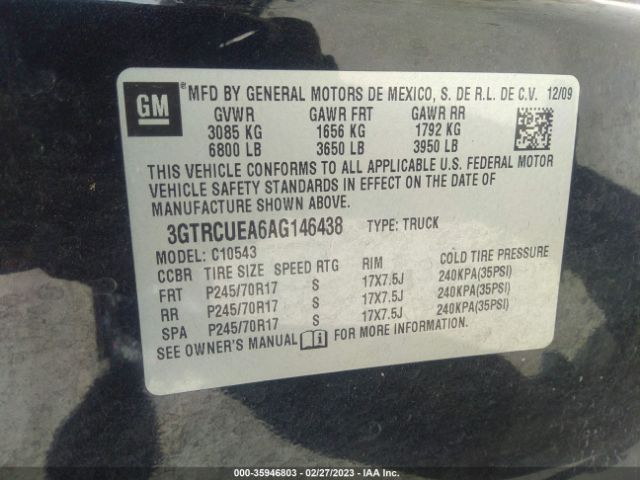 GM ® MFD BY GENERAL MOTORS DE MEXICO, S. DE R.L. DE C.V. 12/09
GVWR GAWR FRT GAWR RR
3085 KG 1656 KG 1792 KG
6800 LB 3650 LB 3950 LB
THIS VEHICLE CONFORMS TO ALL APPLICABLE U.S. FEDERAL MOTOR
VEHICLE SAFETY STANDARDS IN EFFECT ON THE DATE OF
MANUFACTURE SHOWN ABOVE.
3GTRCUEA6AG146438 TYPE: TRUCK
MODEL: C10543
CCBR TIRE SIZE SPEED RTG RIM COLD TIRE PRESSURE
FRT P245/70R17 S 17X7.5J 240KPA(35PSI)
RR P245/70R17 S 17X7.5J 240KPA(35PSI)
SPA P245/70R17 S 17X7.5J 240KPA(35PSI)
SEE OWNER'S MANUAL FOR MORE INFORMATION.
000-35946803 - 02/27/2023 - IAA Inc.